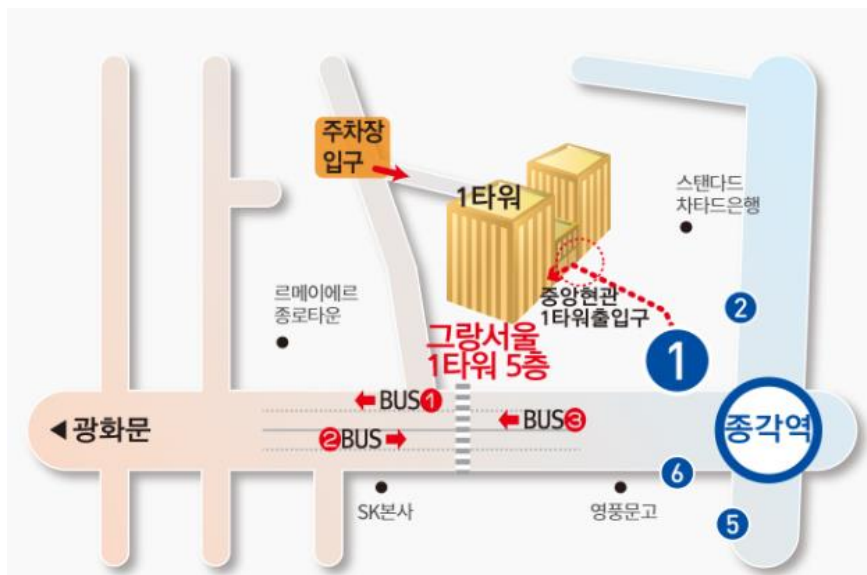 주차장
입구
1타워
스탠다드
차타드은행
중앙현관
1타워출입구
2
르메이에르
종로타운
그랑서울
1타워 5층
1
BUS1
◀광화문
BUS3
종각역
2BUS
6
SK본사
영풍문고
5